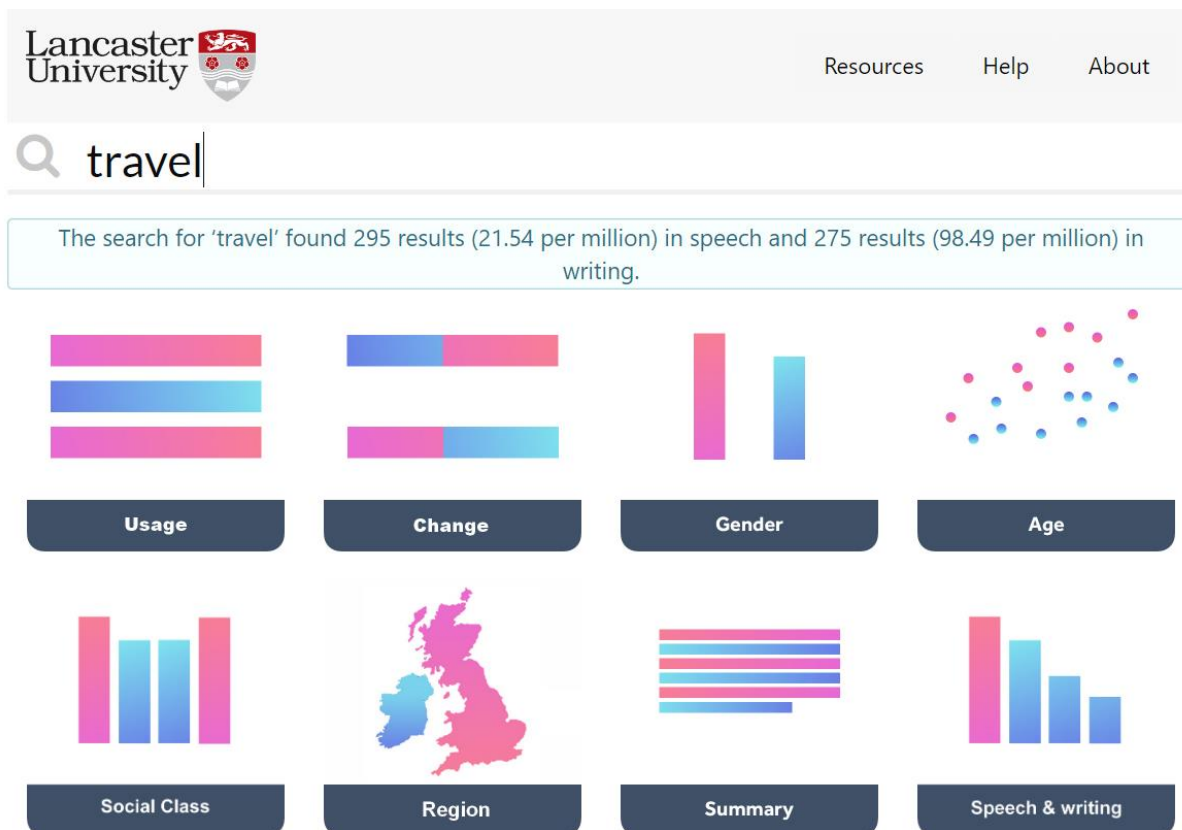 Lancaster
University
Resources Help About
travel
The search for ‘travel’ found 295 results (21.54 per million) in speech and 275 results (98.49 per million) in
writing.
Usage Change Gender Age
Social Class Region Summary Speech & writing